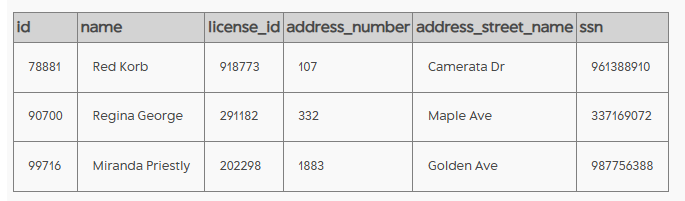 id name license_id address_number address_street_name ssn
78881 Red Korb 918773 107 Camerata Dr 961388910
90700 Regina George 291182 332 Maple Ave 337169072
99716 Miranda Priestly 202298 1883 Golden Ave 987756388